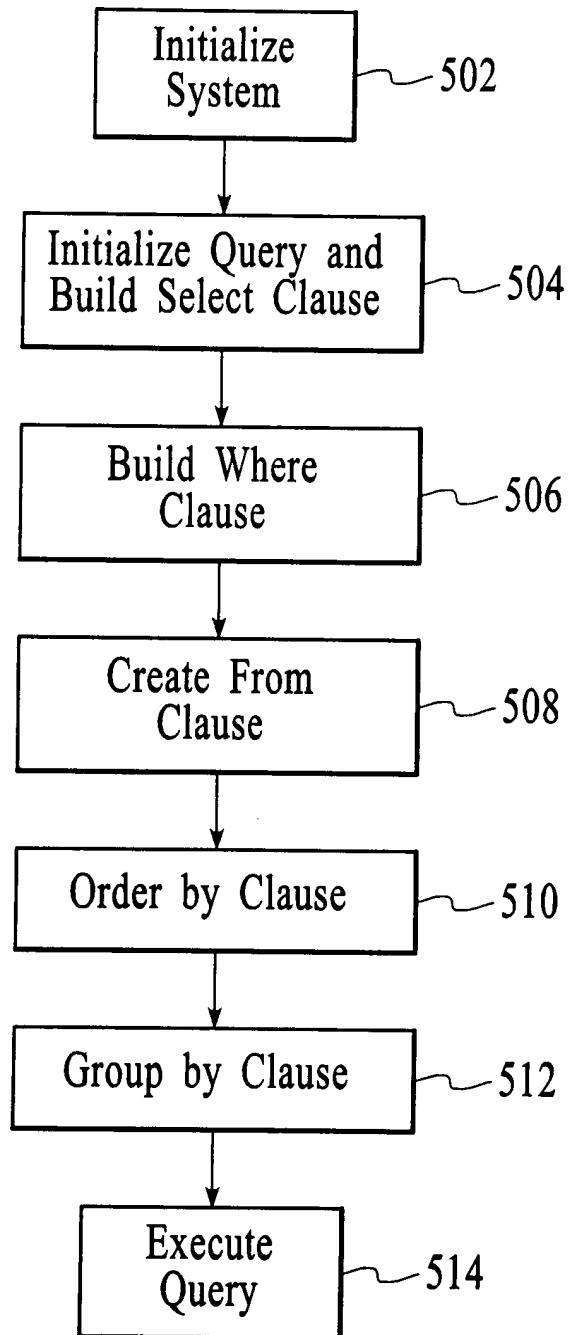 Initialize
System
502
Initialize Query and
Build Select Clause
504
Build Where
Clause
506
Create From
Clause
508
Order by Clause
510
Group by Clause
512
Execute
Query
514